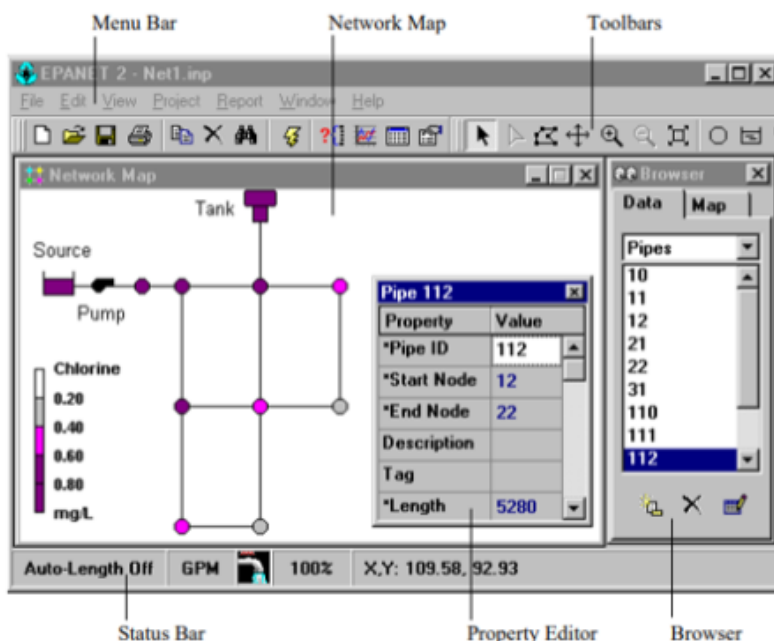 Menu Bar Network Map Toolbars
EPANET 2 - Net1.inp
File Edit View Project Report Window Help
Network Map
Browser
Data Map
Tank
Source
Pump
Pipes
10
11
12
21
22
31
110
111
112
Pipe 112
Property Value
*Pipe ID 112
*Start Node 12
*End Node 22
Description
Tag
*Length 5280
Chlorine
0.20
0.40
0.60
0.80
mg/L
Auto-Length Off GPM 100% X,Y: 109.58, 92.93
Status Bar Property Editor Browser